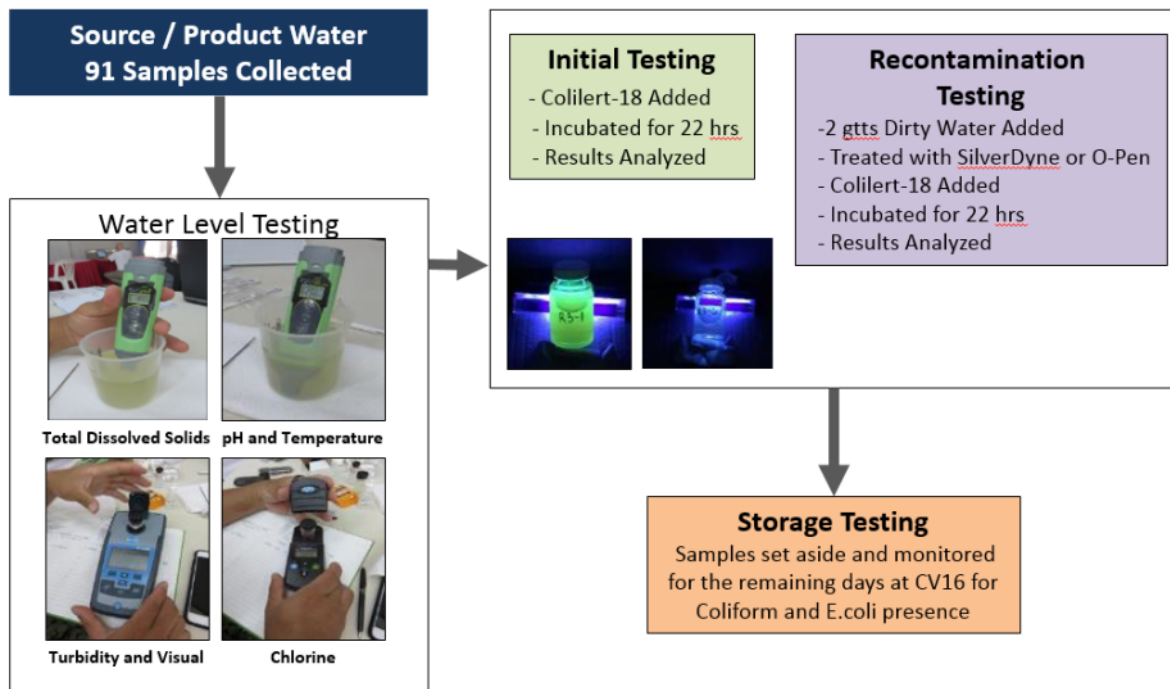 Source / Product Water
91 Samples Collected
Water Level Testing
Total Dissolved Solids
pH and Temperature
Turbidity and Visual
Chlorine
Initial Testing
- Colilert-18 Added
- Incubated for 22 hrs
- Results Analyzed
Recontamination
Testing
-2 gtts Dirty Water Added
- Treated with SilverDyne or O-Pen
- Colilert-18 Added
- Incubated for 22 hrs
- Results Analyzed
R3-1
Storage Testing
Samples set aside and monitored
for the remaining days at CV16 for
Coliform and E.coli presence